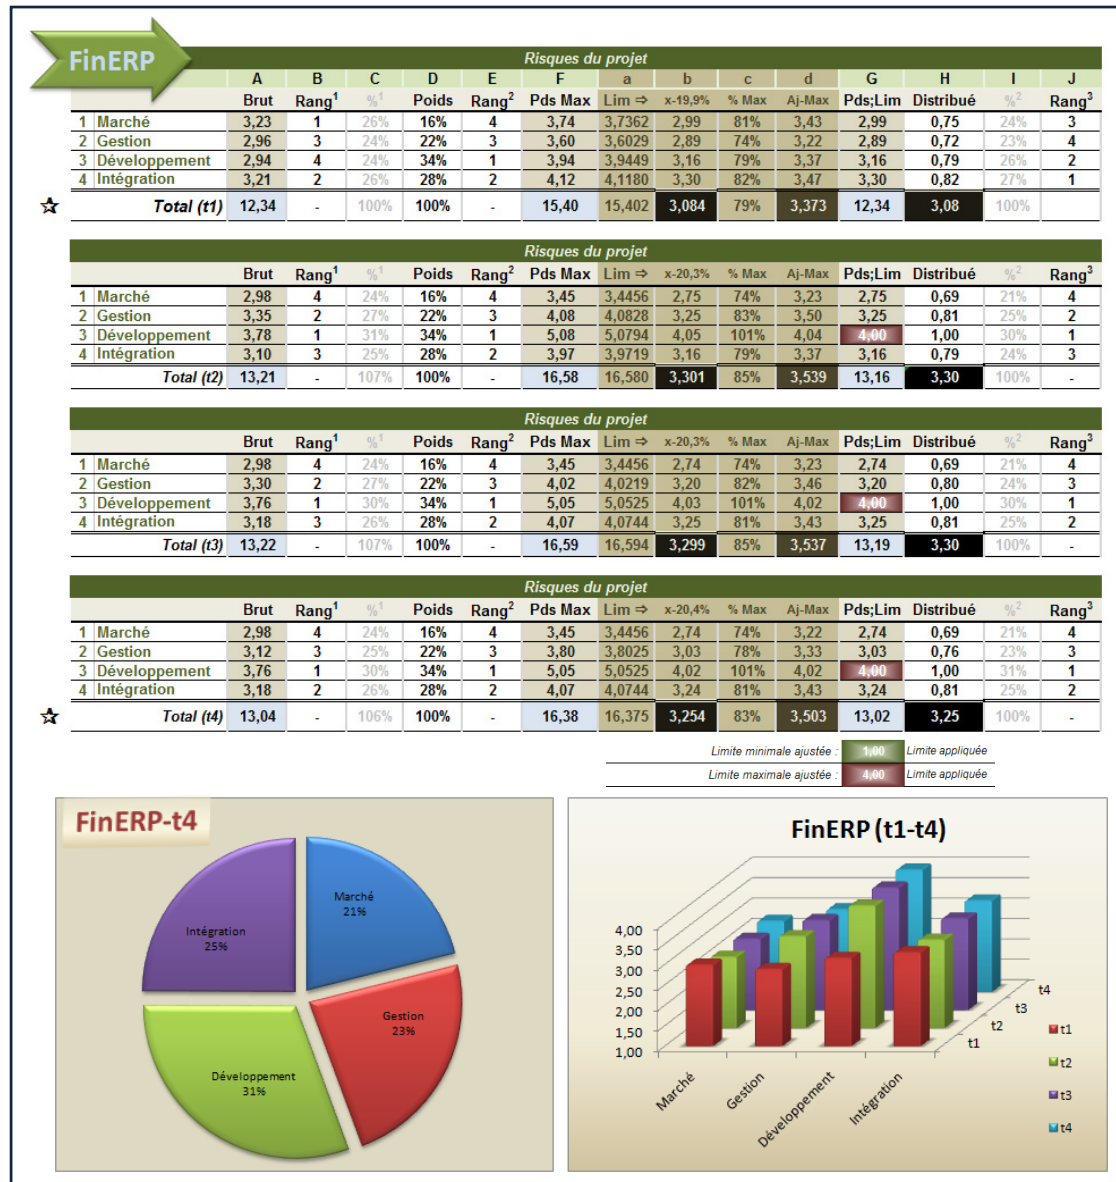 FinERP
Risques du projet
A B C D E F a b c d G H I J
Brut Rang¹ %¹ Poids Rang² Pds Max Lim ⇒ x-19,9% % Max Aj-Max Pds;Lim Distribué %² Rang³
1 Marché 3,23 1 26% 16% 4 3,74 3,7362 2,99 81% 3,43 2,99 0,75 24% 3
2 Gestion 2,96 3 24% 22% 3 3,60 3,6029 2,89 74% 3,22 2,89 0,72 23% 4
3 Développement 2,94 4 24% 34% 1 3,94 3,9449 3,16 79% 3,37 3,16 0,79 26% 2
4 Intégration 3,21 2 26% 28% 2 4,12 4,1180 3,30 82% 3,47 3,30 0,82 27% 1
Total (t1) 12,34 - 100% 100% - 15,40 15,402 3,084 79% 3,373 12,34 3,08 100%
Risques du projet
Brut Rang¹ %¹ Poids Rang² Pds Max Lim ⇒ x-20,3% % Max Aj-Max Pds;Lim Distribué %² Rang³
1 Marché 2,98 4 24% 16% 4 3,45 3,4456 2,75 74% 3,23 2,75 0,69 21% 4
2 Gestion 3,35 2 27% 22% 3 4,08 4,0828 3,25 83% 3,50 3,25 0,81 25% 2
3 Développement 3,78 1 31% 34% 1 5,08 5,0794 4,05 101% 4,04 4,00 1,00 30% 1
4 Intégration 3,10 3 25% 28% 2 3,97 3,9719 3,16 79% 3,37 3,16 0,79 24% 3
Total (t2) 13,21 - 107% 100% - 16,58 16,580 3,301 85% 3,539 13,16 3,30 100% -
Risques du projet
Brut Rang¹ %¹ Poids Rang² Pds Max Lim ⇒ x-20,3% % Max Aj-Max Pds;Lim Distribué %² Rang³
1 Marché 2,98 4 24% 16% 4 3,45 3,4456 2,74 74% 3,23 2,74 0,69 21% 4
2 Gestion 3,30 2 27% 22% 3 4,02 4,0219 3,20 82% 3,46 3,20 0,80 24% 3
3 Développement 3,76 1 30% 34% 1 5,05 5,0525 4,03 101% 4,02 4,00 1,00 30% 1
4 Intégration 3,18 3 26% 28% 2 4,07 4,0744 3,25 81% 3,43 3,25 0,81 25% 2
Total (t3) 13,22 - 107% 100% - 16,59 16,594 3,299 85% 3,537 13,19 3,30 100% -
Risques du projet
Brut Rang¹ %¹ Poids Rang² Pds Max Lim ⇒ x-20,4% % Max Aj-Max Pds;Lim Distribué %² Rang³
1 Marché 2,98 4 24% 16% 4 3,45 3,4456 2,74 74% 3,22 2,74 0,69 21% 4
2 Gestion 3,12 3 25% 22% 3 3,80 3,8025 3,03 78% 3,33 3,03 0,76 23% 3
3 Développement 3,76 1 30% 34% 1 5,05 5,0525 4,02 101% 4,02 4,00 1,00 31% 1
4 Intégration 3,18 2 26% 28% 2 4,07 4,0744 3,24 81% 3,43 3,24 0,81 25% 2
Total (t4) 13,04 - 106% 100% - 16,38 16,375 3,254 83% 3,503 13,02 3,25 100% -
Limite minimale ajustée : 1,00 Limite appliquée
Limite maximale ajustée : 4,00 Limite appliquée
FinERP-t4
Marché
21%
Intégration
25%
Gestion
23%
Développement
31%
FinERP (t1-t4)
4,00
3,50
3,00
2,50
2,00
1,50
1,00
Marché
Gestion
Développement
Intégration
t1
t2
t3
t4
t1
t2
t3
t4